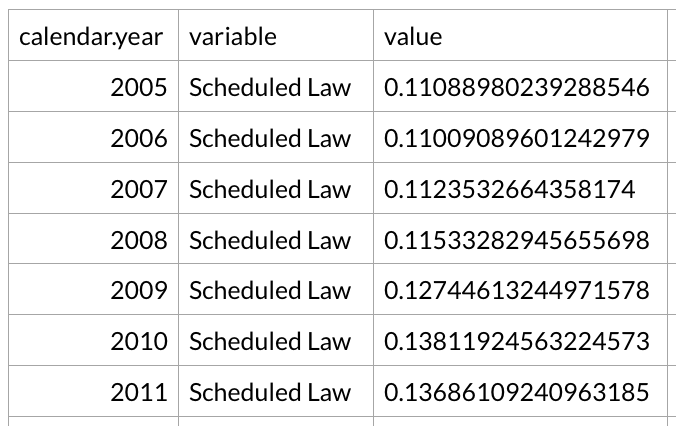 calendar.year variable value
2005 Scheduled Law 0.11088980239288546
2006 Scheduled Law 0.11009089601242979
2007 Scheduled Law 0.1123532664358174
2008 Scheduled Law 0.11533282945655698
2009 Scheduled Law 0.12744613244971578
2010 Scheduled Law 0.13811924563224573
2011 Scheduled Law 0.13686109240963185